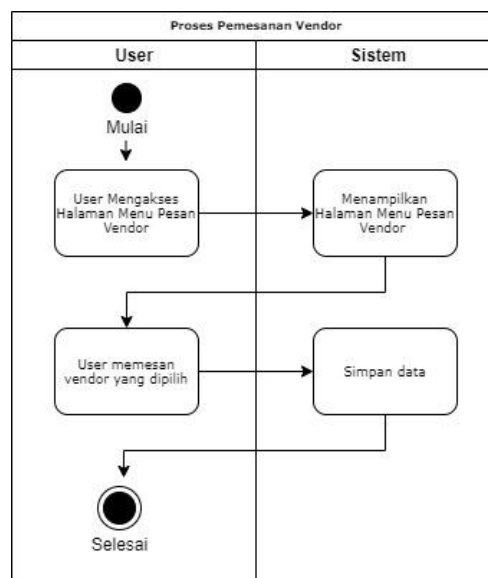 Proses Pemesanan Vendor
User
Sistem
Mulai
User Mengakses
Halaman Menu Pesan
Vendor
Menampilkan
Halaman Menu Pesan
Vendor
User memesan
vendor yang dipilih
Simpan data
Selesai